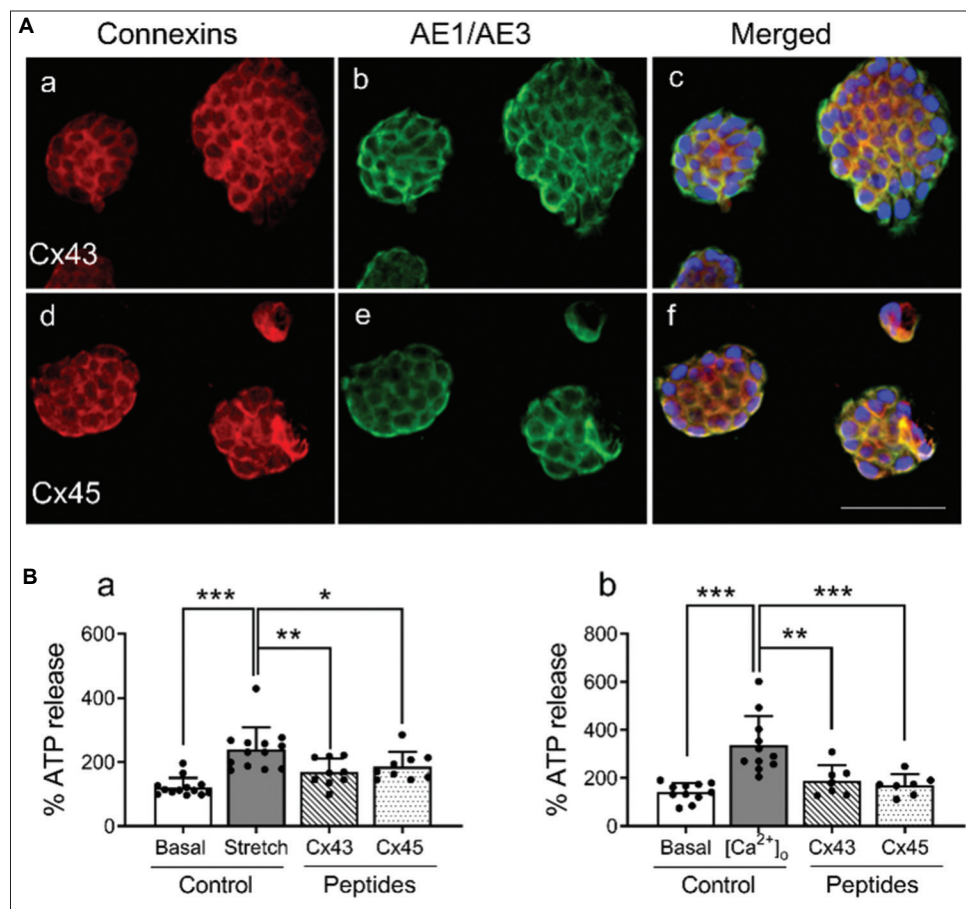 A
Connexins AE1/AE3 Merged
a b c
Cx43
d e f
Cx45
B
a
*** *
**
% ATP release
600
400
200
0
Basal Stretch Cx43 Cx45
Control Peptides
b
*** ***
**
% ATP release
800
600
400
200
0
Basal [Ca²⁺]ₒ Cx43 Cx45
Control Peptides